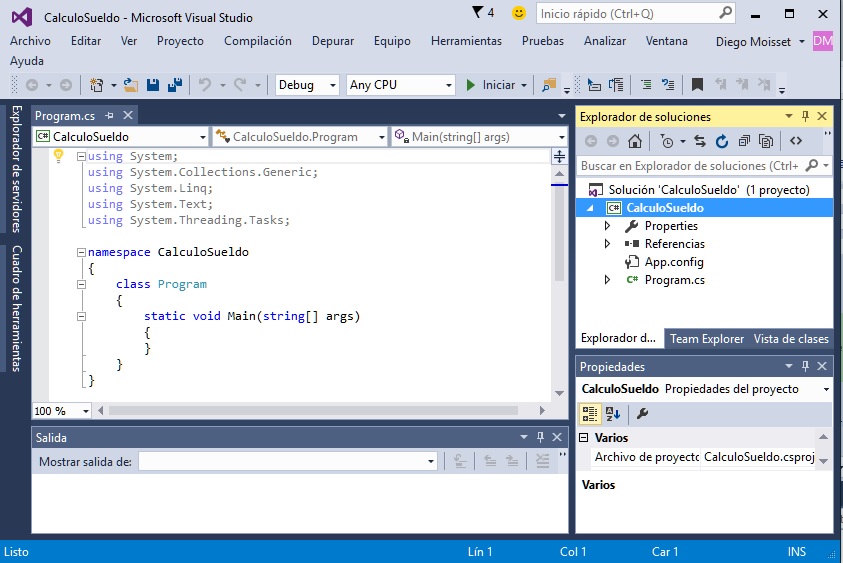 CalculoSueldo - Microsoft Visual Studio
4
Inicio rápido (Ctrl+Q)
Archivo Editar Ver Proyecto Compilación Depurar Equipo Herramientas Pruebas Analizar Ventana Diego Moisset DM
Ayuda
Debug Any CPU Iniciar
Explorador de servidores
Cuadro de herramientas
Program.cs
C# CalculoSueldo CalculoSueldo.Program Main(string[] args)
using System;
using System.Collections.Generic;
using System.Linq;
using System.Text;
using System.Threading.Tasks;
namespace CalculoSueldo
{
class Program
{
static void Main(string[] args)
{
}
}
}
100 %
Salida
Mostrar salida de:
Explorador de soluciones
Buscar en Explorador de soluciones (Ctrl+
Solución 'CalculoSueldo' (1 proyecto)
C# CalculoSueldo
Properties
Referencias
App.config
C# Program.cs
Explorador d... Team Explorer Vista de clases
Propiedades
CalculoSueldo Propiedades del proyecto
Varios
Archivo de proyecto CalculoSueldo.csproj
Varios
Listo Lín 1 Col 1 Car 1 INS